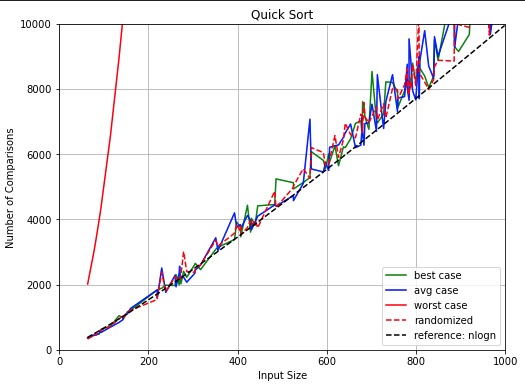 Quick Sort
Number of Comparisons
10000
8000
6000
4000
2000
0
0 200 400 600 800 1000
Input Size
best case
avg case
worst case
randomized
reference: nlogn